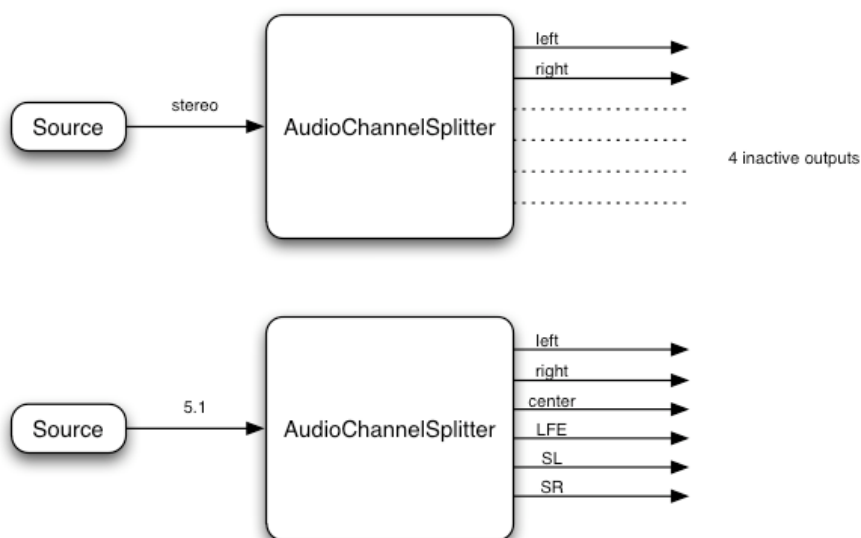 left
right
stereo
Source
AudioChannelSplitter
4 inactive outputs
left
right
5.1
center
Source
AudioChannelSplitter
LFE
SL
SR